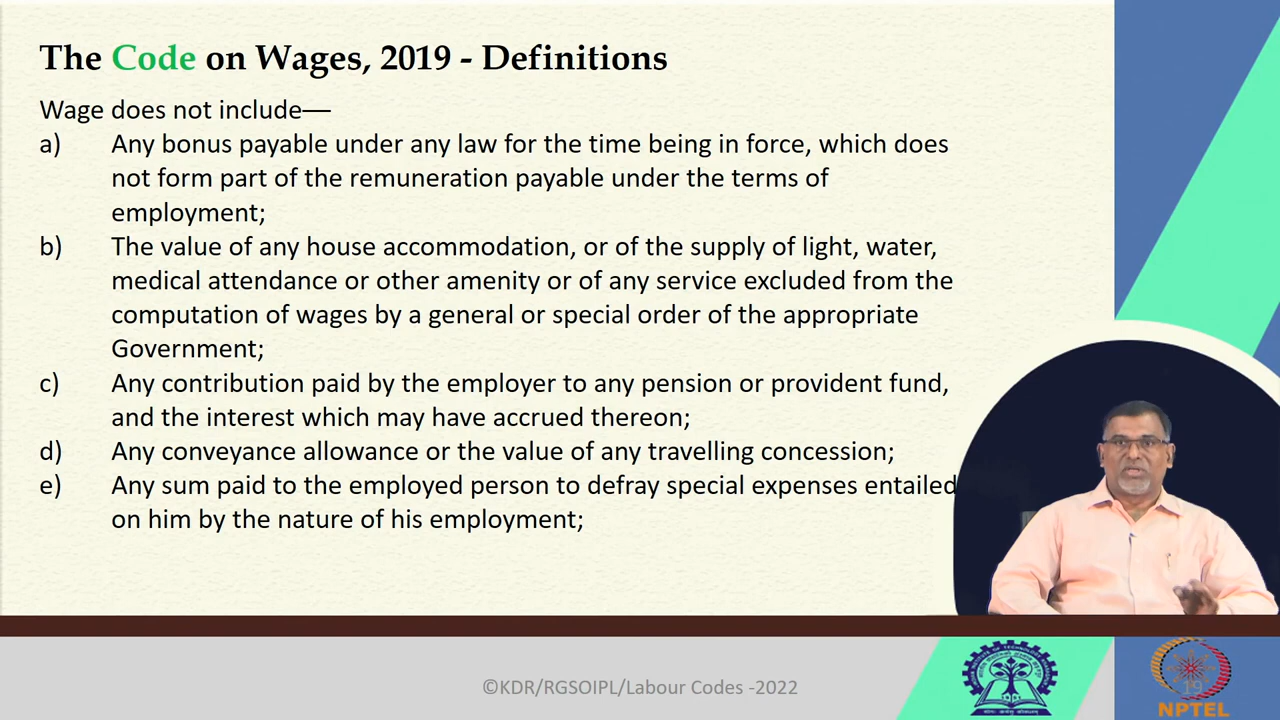 The Code on Wages, 2019 - Definitions
Wage does not include—
a) Any bonus payable under any law for the time being in force, which does
not form part of the remuneration payable under the terms of
employment;
b) The value of any house accommodation, or of the supply of light, water,
medical attendance or other amenity or of any service excluded from the
computation of wages by a general or special order of the appropriate
Government;
c) Any contribution paid by the employer to any pension or provident fund,
and the interest which may have accrued thereon;
d) Any conveyance allowance or the value of any travelling concession;
e) Any sum paid to the employed person to defray special expenses entailed
on him by the nature of his employment;
©KDR/RGSOIPL/Labour Codes -2022
19
NPTEL